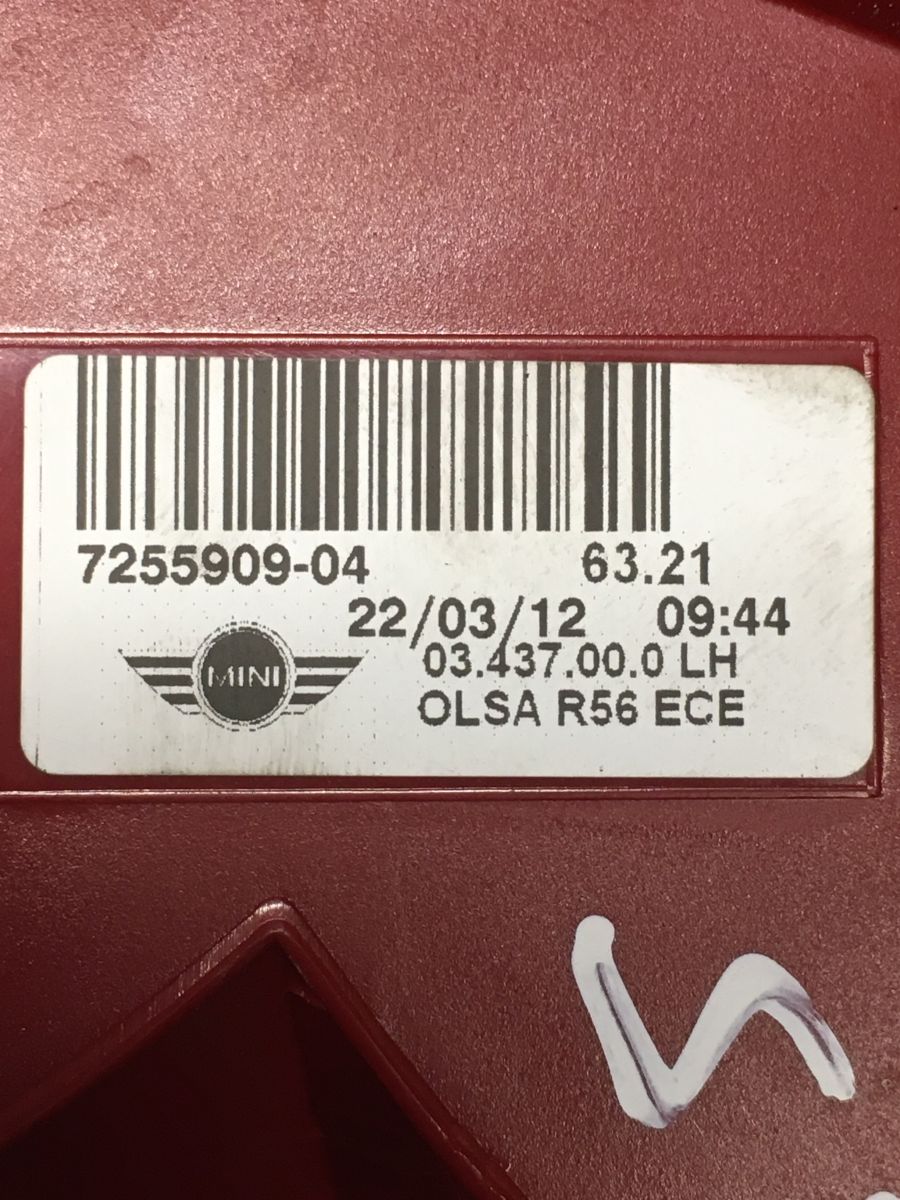 7255909-04 63.21
22/03/12 09:44
03.437.00.0 LH
MINI
OLSA R56 ECE